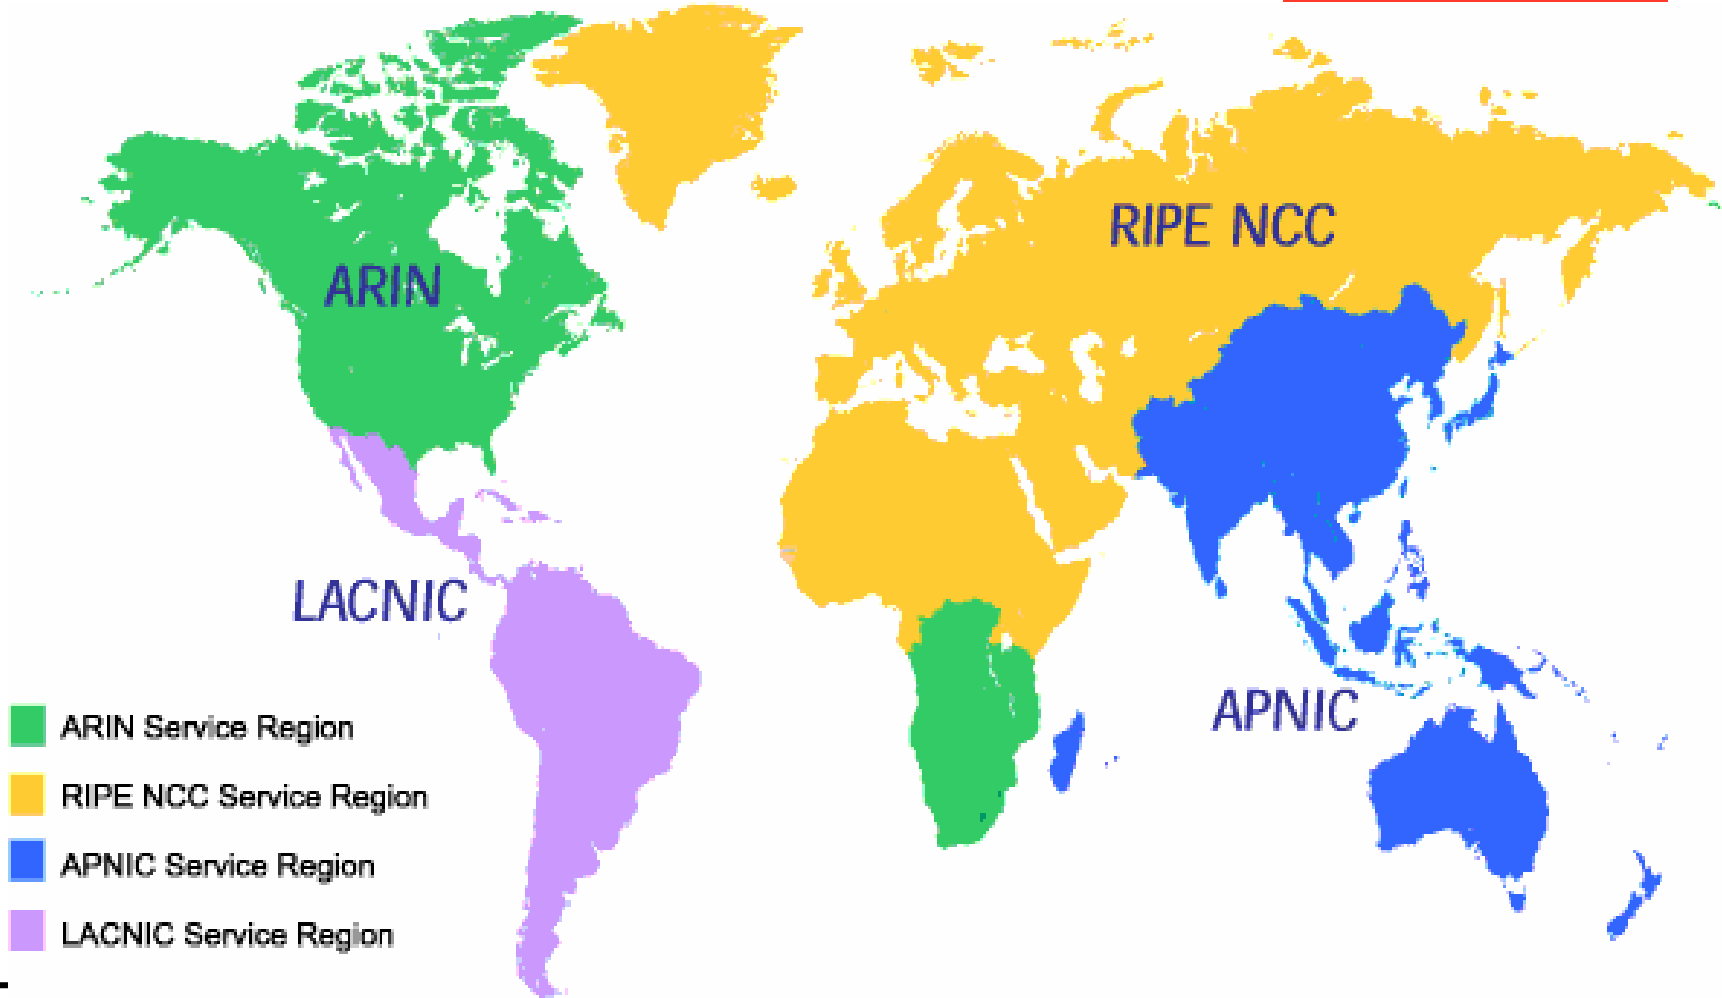 RIPE NCC
ARIN
LACNIC
APNIC
ARIN Service Region
RIPE NCC Service Region
APNIC Service Region
LACNIC Service Region